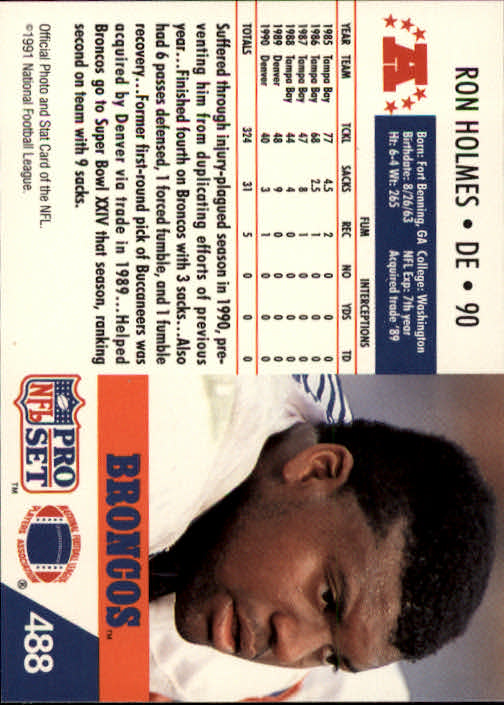 RON HOLMES • DE • 90
A
Born: Fort Benning, GA College: Washington
Birthdate: 8/26/63 NFL Exp: 7th year
Ht: 6-4 Wt: 265 Acquired trade '89
FUM INTERCEPTIONS
YEAR TEAM TCKL SACKS REC NO YDS TD
1985 Tampa Bay 77 4.5 2 0 0 0
1986 Tampa Bay 68 2.5 1 0 0 0
1987 Tampa Bay 47 8 1 0 0 0
1988 Tampa Bay 44 4 0 0 0 0
1989 Denver 48 9 0 0 0 0
1990 Denver 40 3 1 0 0 0
TOTALS 324 31 5 0 0 0
Suffered through injury-plagued season in 1990, pre-
venting him from duplicating efforts of previous
year...Finished fourth on Broncos with 3 sacks...Also
had 6 passes defensed, 1 forced fumble, and 1 fumble
recovery...Former first-round pick of Buccaneers was
acquired by Denver via trade in 1989...Helped
Broncos go to Super Bowl XXIV that season, ranking
second on team with 9 sacks.
Official Photo and Stat Card of the NFL.
©1991 National Football League.
BRONCOS™
NFL
PRO
SET
™
NATIONAL FOOTBALL LEAGUE
PLAYERS ASSOCIATION
®
488